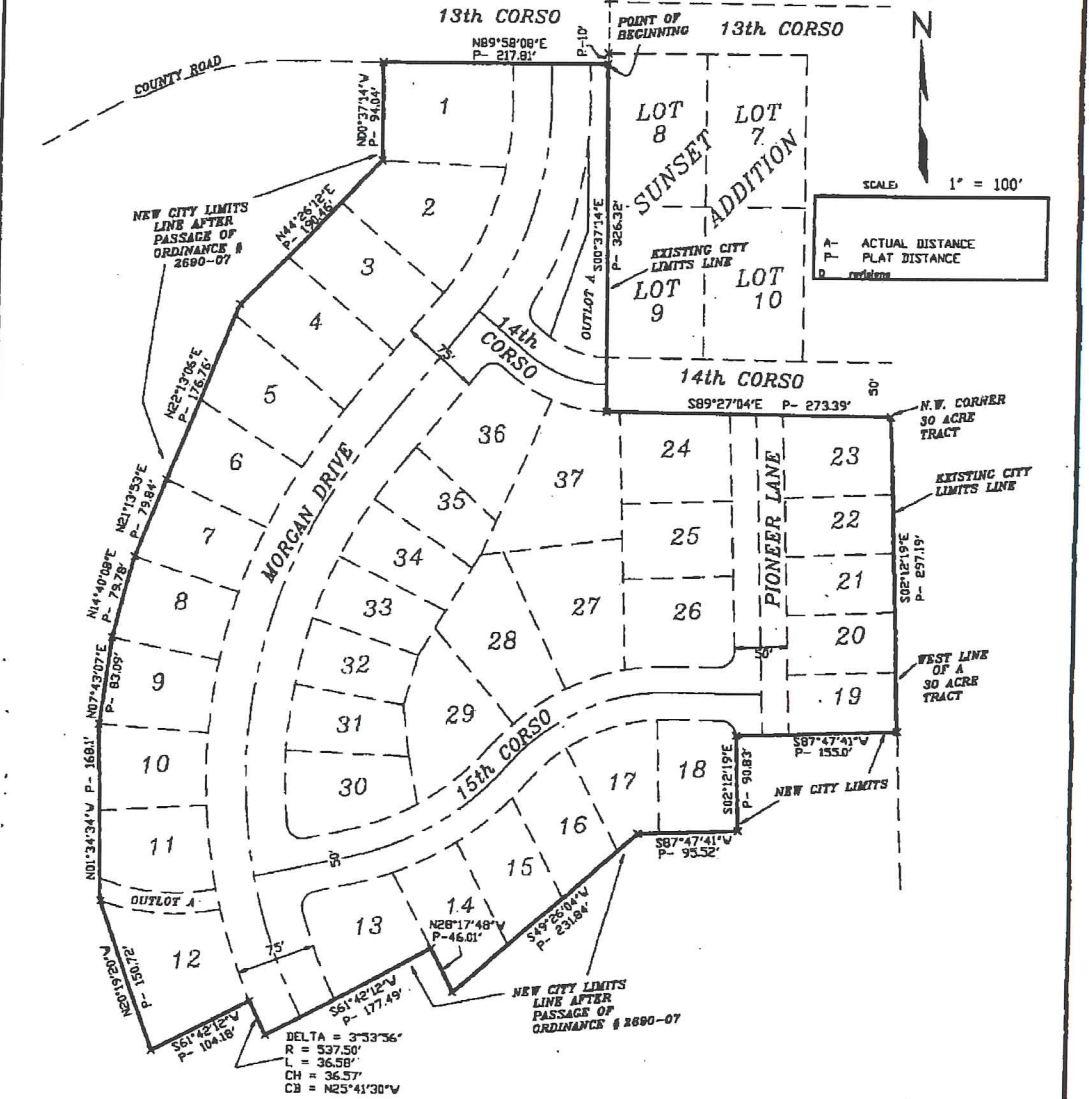 13th CORSO
POINT OF
BEGINNING
13th CORSO
N
N89°58'08"E
P- 217.81'
P-10'
COUNTY ROAD
N00°37'14"W
P- 94.04'
1
LOT
8
LOT
7
SUNSET
ADDITION
SCALE: 1" = 100'
A- ACTUAL DISTANCE
P- PLAT DISTANCE
D revisions
NEW CITY LIMITS
LINE AFTER
PASSAGE OF
ORDINANCE #
2680-07
N44°26'12"E
P- 190.46'
2
S00°37'14"E
P- 326.32'
EXISTING CITY
LIMITS LINE
3
OUTLOT A
LOT
9
LOT
10
4
14th
CORSO
75'
14th CORSO
50'
S89°27'04"E P- 273.39'
N.W. CORNER
30 ACRE
TRACT
N22°13'06"E
P- 176.76'
5
36
24
23
6
37
MORGAN DRIVE
PIONEER LANE
EXISTING CITY
LIMITS LINE
35
N21°13'53"E
P- 79.84'
7
34
25
22
S02°12'19"E
P- 297.19'
N14°40'08"E
P- 79.78'
8
33
27
26
21
28
20
50'
N07°43'07"E
P- 83.09'
9
32
WEST LINE
OF A
30 ACRE
TRACT
31
29
19
15th CORSO
S87°47'41"W
P- 155.0'
N01°34'34"W P- 168.1'
10
30
17
18
S02°12'19"E
P- 90.83'
NEW CITY LIMITS
11
50'
16
S87°47'41"W
P- 95.52'
15
OUTLOT A
14
N28°17'48"W
P-46.01'
S49°26'04"W
P- 231.84'
13
12
75'
N20°19'20"W
P- 150.72'
S61°42'12"W
P- 177.49'
NEW CITY LIMITS
LINE AFTER
PASSAGE OF
ORDINANCE # 2680-07
S61°42'12"W
P- 104.18'
DELTA = 3°53'56"
R = 537.50'
L = 36.58'
CH = 36.57'
CB = N25°41'30"W